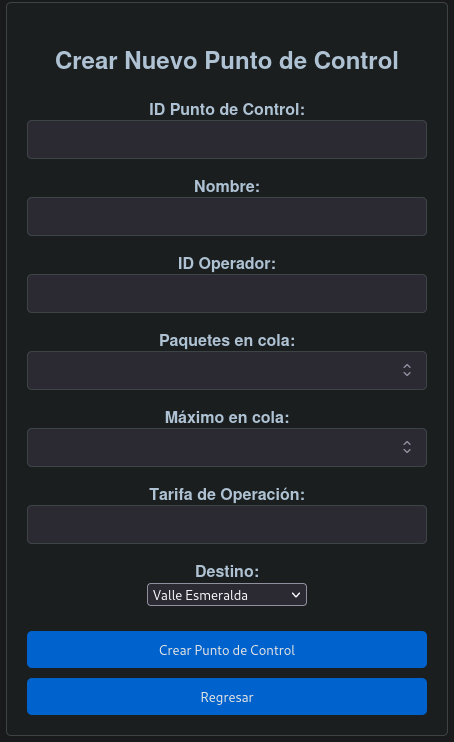 Crear Nuevo Punto de Control
ID Punto de Control:
Nombre:
ID Operador:
Paquetes en cola:
Máximo en cola:
Tarifa de Operación:
Destino:
Valle Esmeralda
Crear Punto de Control
Regresar